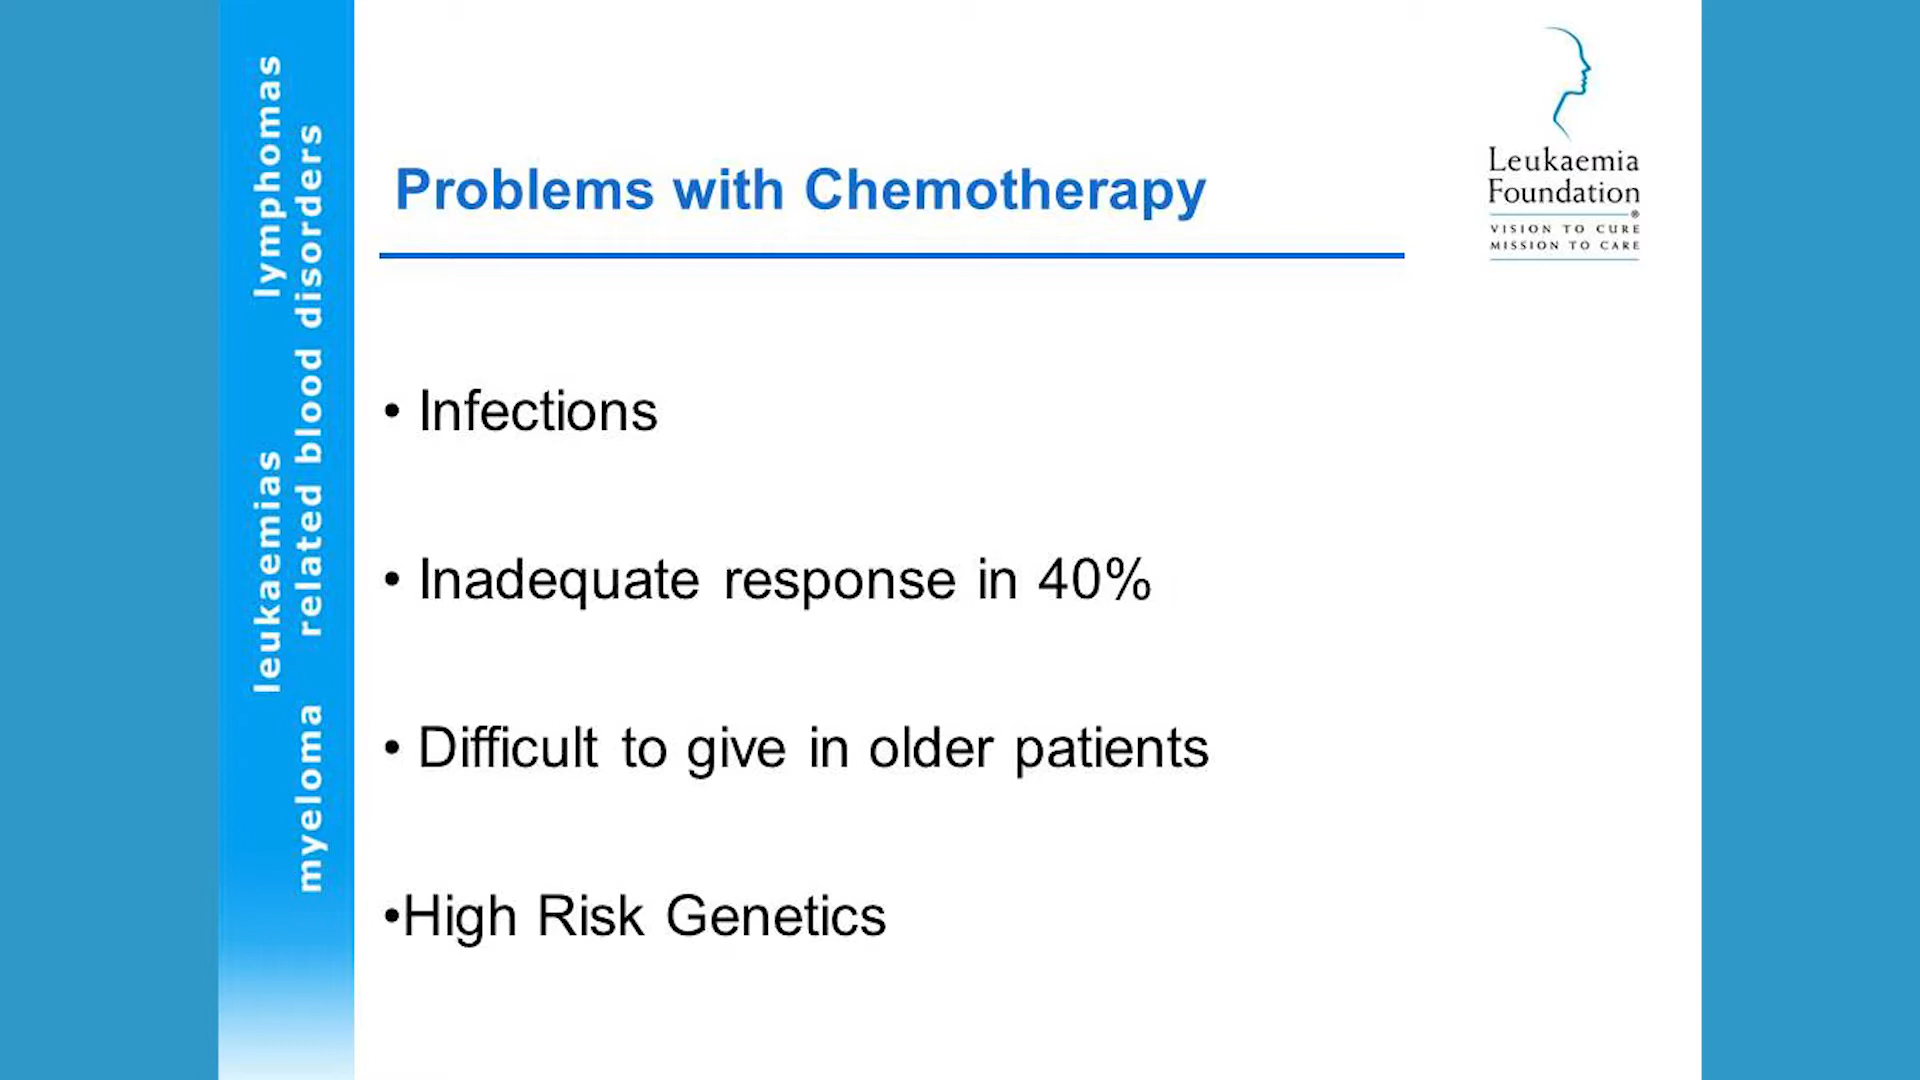 lymphomas
related blood disorders
leukaemias
myeloma
Leukaemia
Foundation
®
VISION TO CURE
MISSION TO CARE
Problems with Chemotherapy
• Infections
• Inadequate response in 40%
• Difficult to give in older patients
•High Risk Genetics